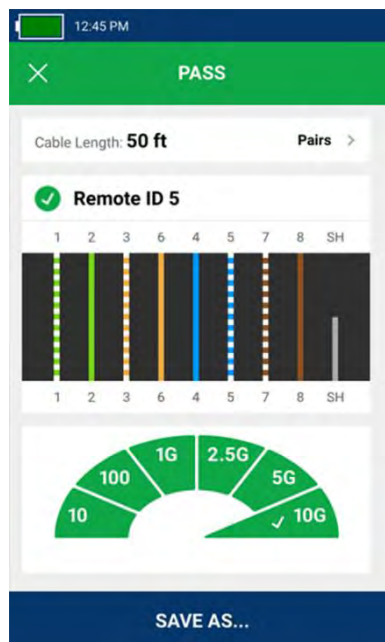 12:45 PM
PASS
Cable Length: 50 ft Pairs >
Remote ID 5
1 2 3 6 4 5 7 8 SH
1 2 3 6 4 5 7 8 SH
10 100 1G 2.5G 5G 10G
SAVE AS...